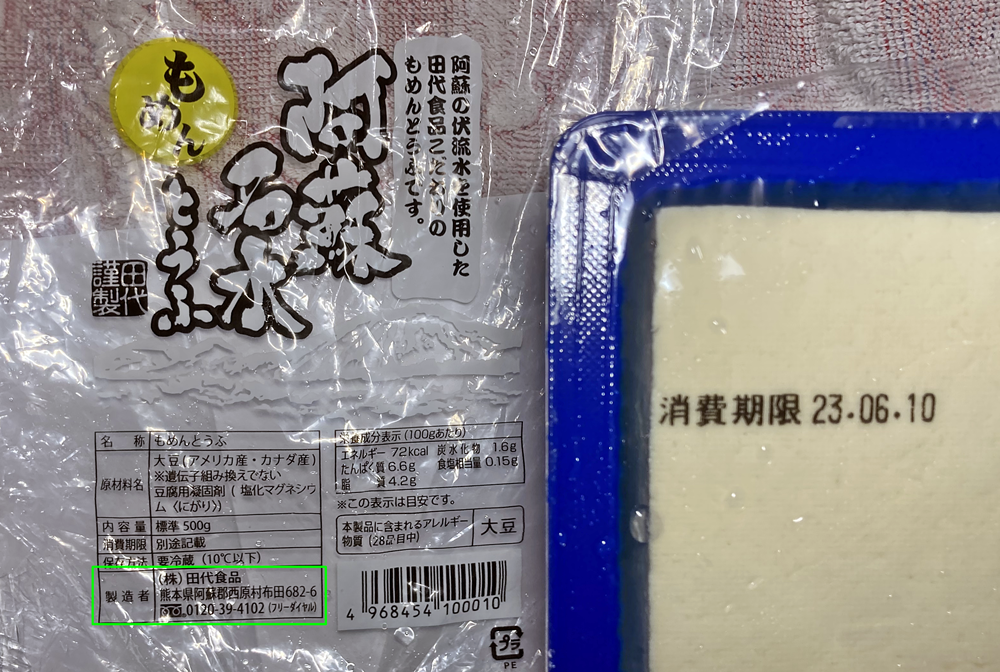 もめん
阿蘇
名水
とうふ
阿蘇の伏流水を使用した
田代食品こだわりの
もめんとうふです。
田代
謹製
名 称 もめんとうふ
原材料名 大豆(アメリカ産・カナダ産)
※遺伝子組み換えでない
豆腐用凝固剤(塩化マグネシウ
ム〈にがり〉)
内容量 標準500g
消費期限 別途記載
保存方法 要冷蔵(10℃以下)
製造者 (株)田代食品
熊本県阿蘇郡西原村布田682-6
0120-39-4102(フリーダイヤル)
栄養成分表示(100gあたり)
エネルギー 72kcal 炭水化物 1.6g
たんぱく質 6.6g 食塩相当量 0.15g
脂 質 4.2g
※この表示は目安です。
本製品に含まれるアレルギー
物質(28品目中)
大豆
4 968454 100010
プラ
PE
消費期限 23.06.10